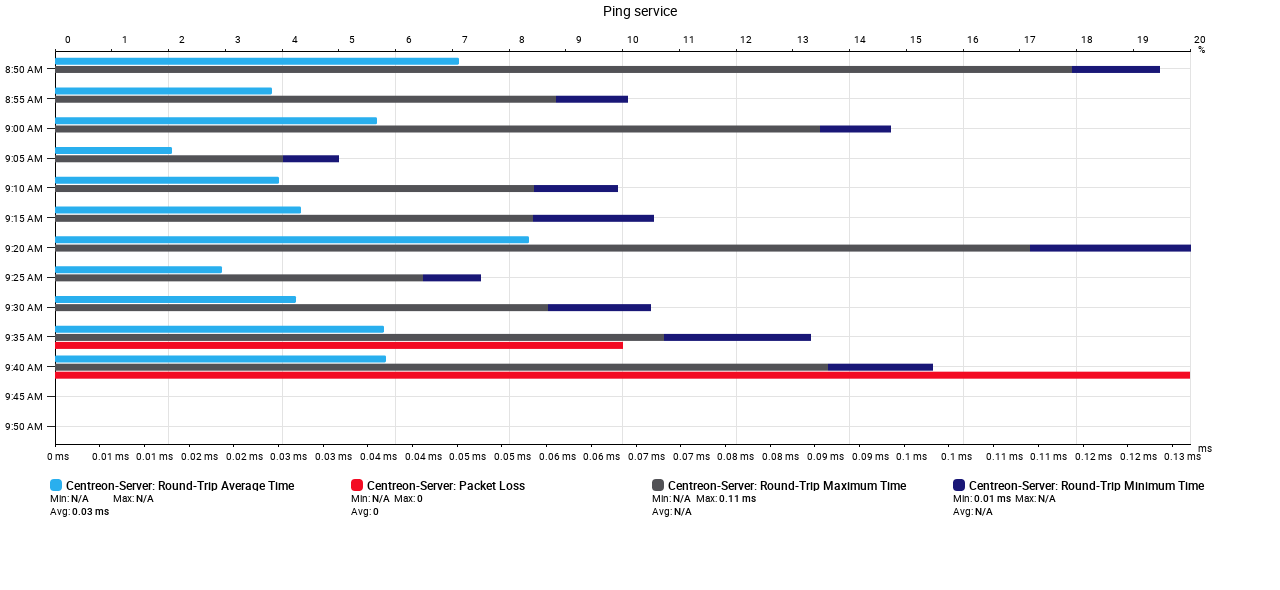 Ping service
0 1 2 3 4 5 6 7 8 9 10 11 12 13 14 15 16 17 18 19 20
%
8:50 AM
8:55 AM
9:00 AM
9:05 AM
9:10 AM
9:15 AM
9:20 AM
9:25 AM
9:30 AM
9:35 AM
9:40 AM
9:45 AM
9:50 AM
ms
0 ms 0.01 ms 0.01 ms 0.02 ms 0.02 ms 0.03 ms 0.03 ms 0.04 ms 0.04 ms 0.05 ms 0.05 ms 0.06 ms 0.06 ms 0.07 ms 0.07 ms 0.08 ms 0.08 ms 0.09 ms 0.09 ms 0.1 ms 0.1 ms 0.11 ms 0.11 ms 0.12 ms 0.12 ms 0.13 ms
Centreon-Server: Round-Trip Average Time
Min: N/A Max: N/A
Avg: 0.03 ms
Centreon-Server: Packet Loss
Min: N/A Max: 0
Avg: 0
Centreon-Server: Round-Trip Maximum Time
Min: N/A Max: 0.11 ms
Avg: N/A
Centreon-Server: Round-Trip Minimum Time
Min: 0.01 ms Max: N/A
Avg: N/A